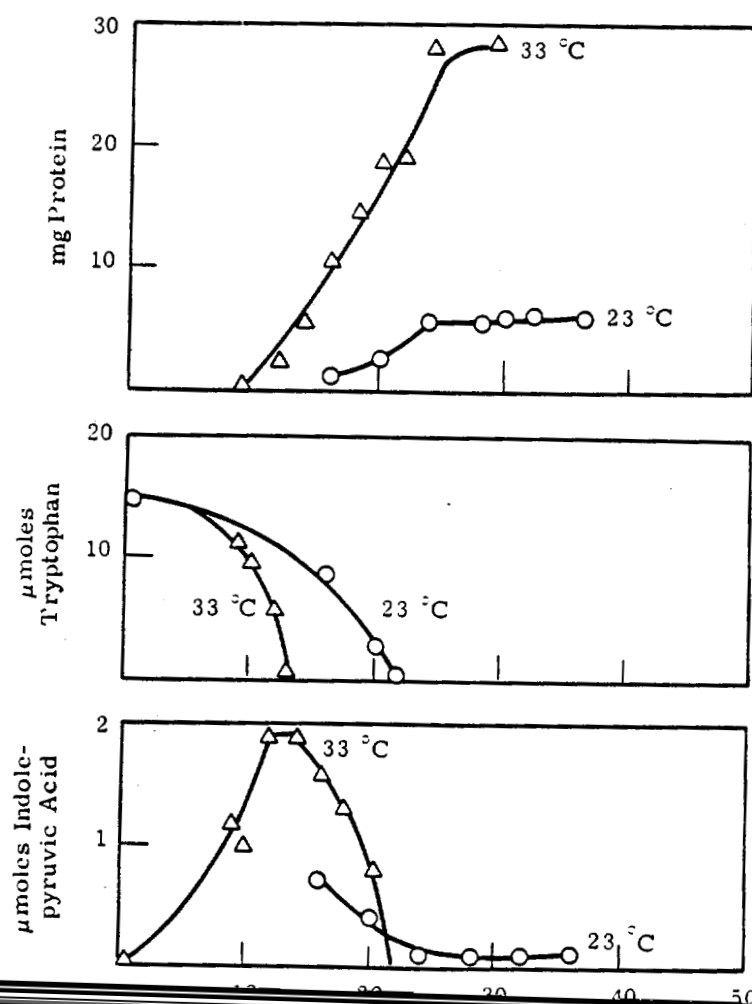 30
33 °C
20
mg Protein
10
23 °C
20
μmoles
Tryptophan
10
33 °C
23 °C
2
33 °C
μmoles Indole-
pyruvic Acid
1
23 °C